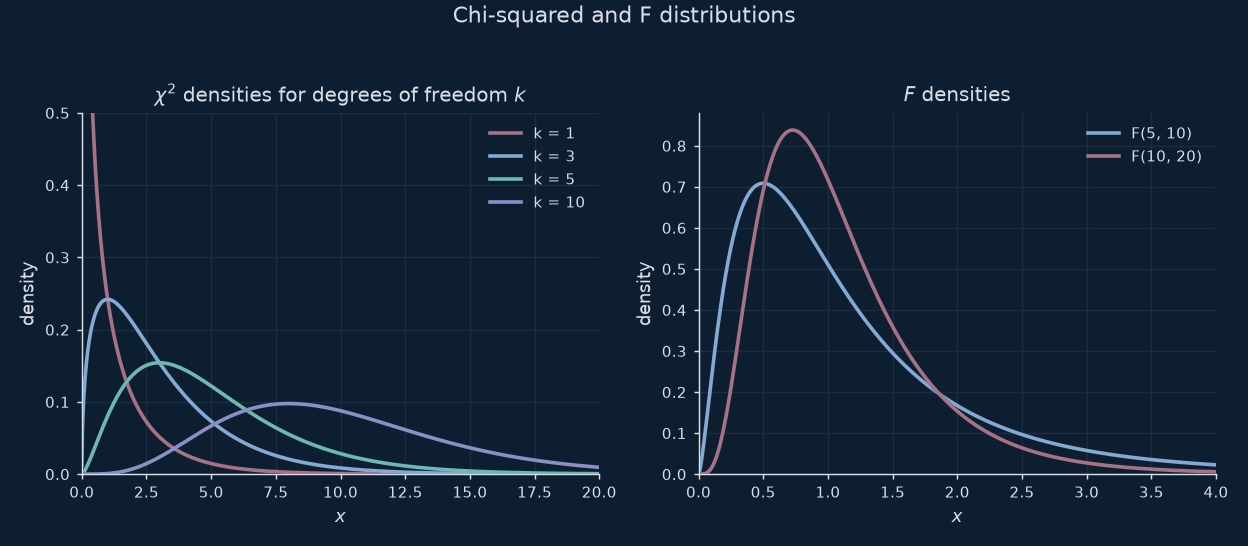 Chi-squared and F distributions
χ² densities for degrees of freedom k
0.5
0.4
0.3
0.2
0.1
0.0
density
k = 1
k = 3
k = 5
k = 10
0.0 2.5 5.0 7.5 10.0 12.5 15.0 17.5 20.0
x
F densities
0.8
0.7
0.6
0.5
0.4
0.3
0.2
0.1
0.0
density
F(5, 10)
F(10, 20)
0.0 0.5 1.0 1.5 2.0 2.5 3.0 3.5 4.0
x